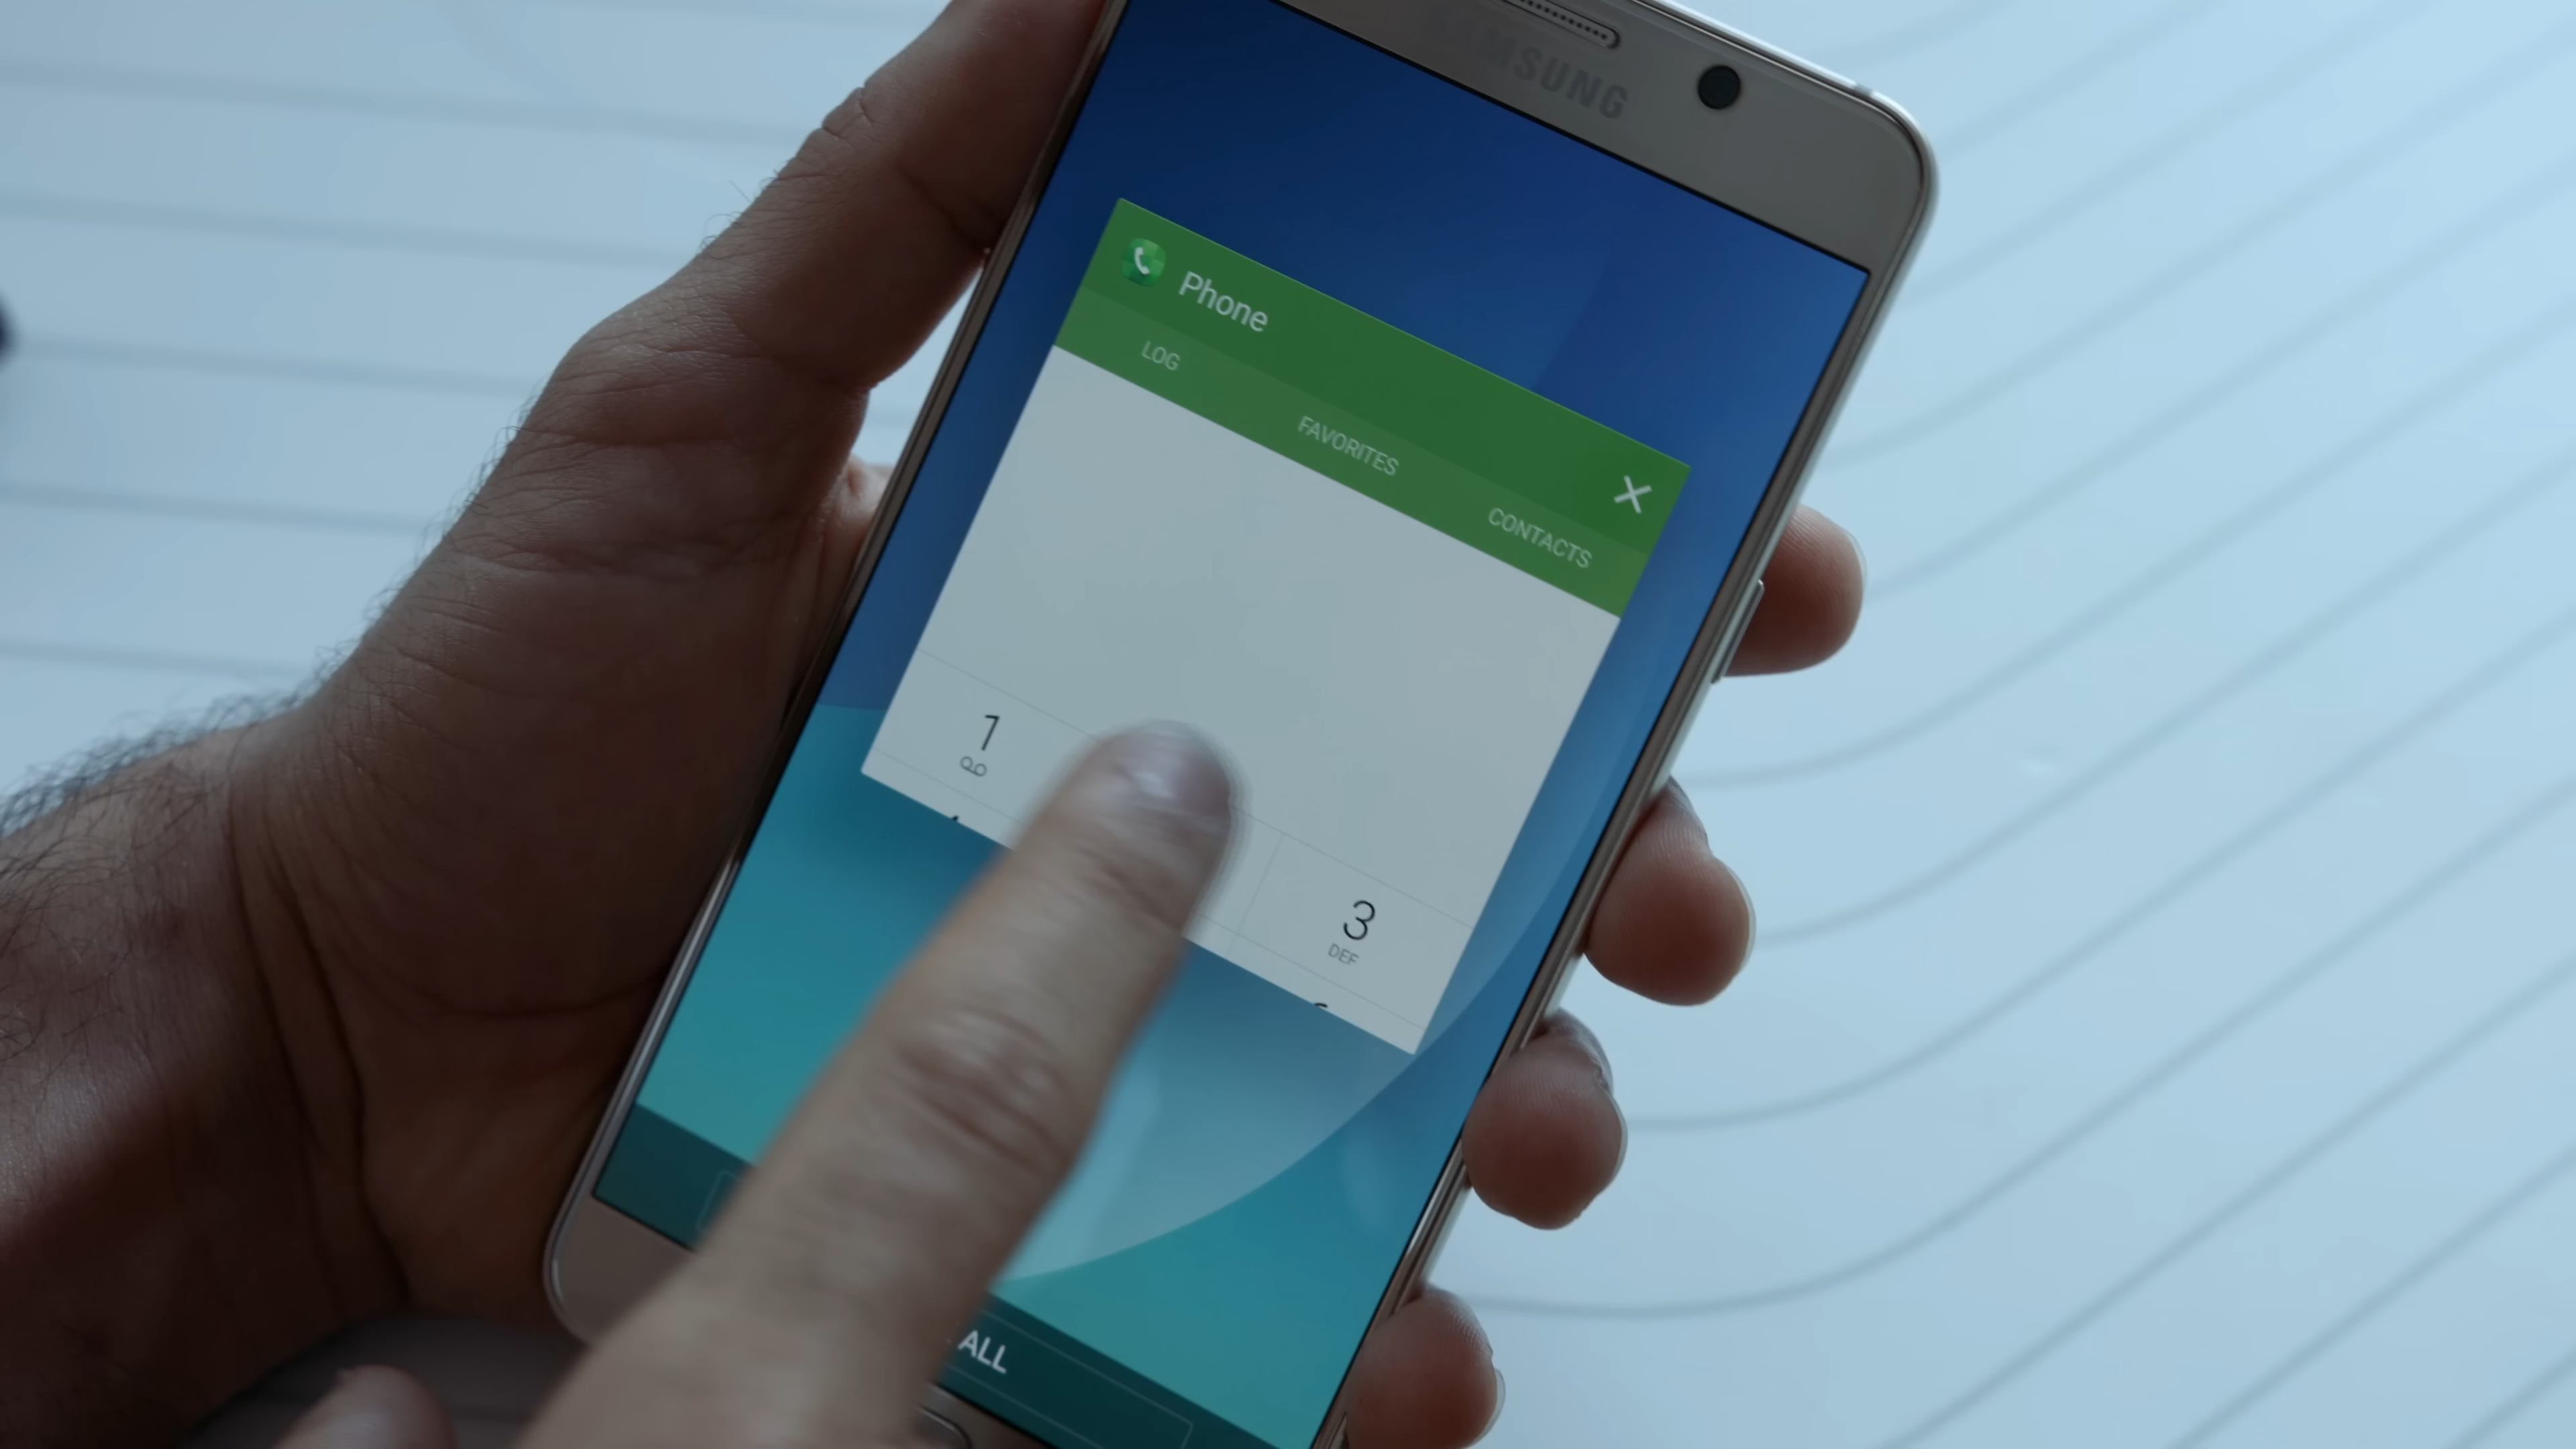 SAMSUNG
Phone
LOG
FAVORITES
CONTACTS
1
3
DEF
ALL